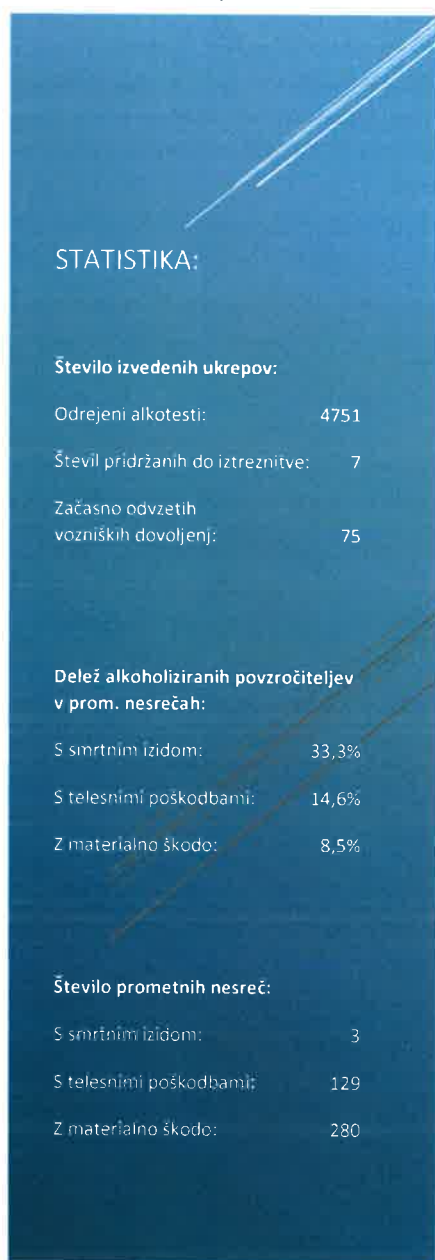 STATISTIKA:
Število izvedenih ukrepov:
Odrejeni alkotesti: 4751
Števil pridržanih do iztreznitve: 7
Začasno odvzetih
vozniških dovoljenj: 75
Delež alkoholiziranih povzročiteljev
v prom. nesrečah:
S smrtnim izidom: 33,3%
S telesnimi poškodbami: 14,6%
Z materialno škodo: 8,5%
Število prometnih nesreč:
S smrtnim izidom: 3
S telesnimi poškodbami: 129
Z materialno škodo: 280